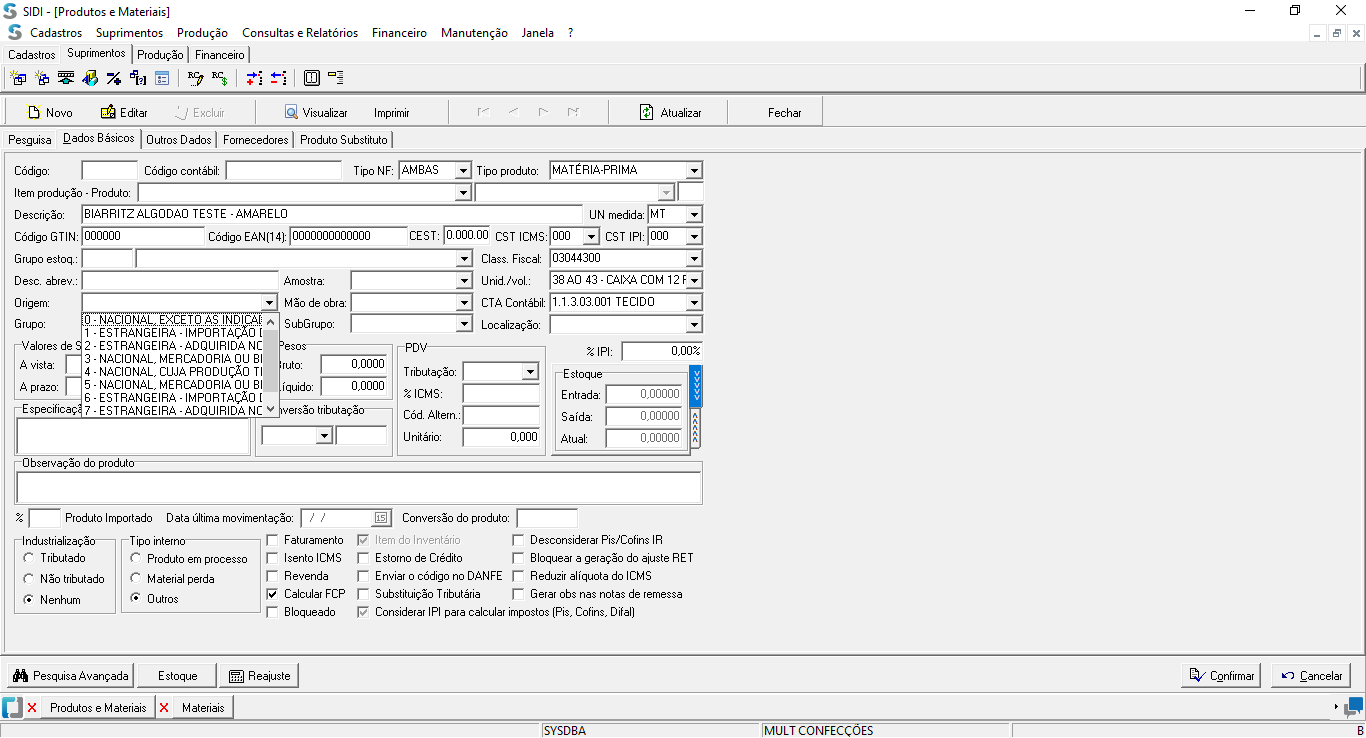 SIDI - [Produtos e Materiais]
Cadastros Suprimentos Produção Consultas e Relatórios Financeiro Manutenção Janela ?
Cadastros Suprimentos Produção Financeiro
Novo Editar Excluir Visualizar Imprimir Atualizar Fechar
Pesquisa Dados Básicos Outros Dados Fornecedores Produto Substituto
Código: Código contábil: Tipo NF: AMBAS Tipo produto: MATÉRIA-PRIMA
Item produção - Produto:
Descrição: BIARRITZ ALGODAO TESTE - AMARELO UN medida: MT
Código GTIN: 000000 Código EAN(14): 0000000000000 CEST: 0.000.00 CST ICMS: 000 CST IPI: 000
Grupo estoq.: Class. Fiscal: 03044300
Desc. abrev.: Amostra: Unid./vol.: 38 AO 43 - CAIXA COM 12 F
Origem: Mão de obra: CTA Contábil: 1.1.3.03.001 TECIDO
Grupo: SubGrupo: Localização:
0 - NACIONAL, EXCETO AS INDICAD
1 - ESTRANGEIRA - IMPORTAÇÃO D
2 - ESTRANGEIRA - ADQUIRIDA NO
3 - NACIONAL, MERCADORIA OU BE
4 - NACIONAL, CUJA PRODUÇÃO TE
5 - NACIONAL, MERCADORIA OU BE
6 - ESTRANGEIRA - IMPORTAÇÃO D
7 - ESTRANGEIRA - ADQUIRIDA NO
Valores de S Pesos PDV % IPI: 0,00%
A vista: Bruto: 0,0000 Tributação: Estoque
A prazo: Líquido: 0,0000 % ICMS: Entrada: 0,00000
Especificaçã nversão tributação Cód. Altern.: Saída: 0,00000
Unitário: 0,000 Atual: 0,00000
Observação do produto
% Produto Importado Data última movimentação: / / 15 Conversão do produto:
Industrialização Tipo interno Faturamento Item do Inventário Desconsiderar Pis/Cofins IR
Tributado Produto em processo Isento ICMS Estorno de Crédito Bloquear a geração do ajuste RET
Não tributado Material perda Revenda Enviar o código no DANFE Reduzir alíquota do ICMS
Nenhum Outros Calcular FCP Substituição Tributária Gerar obs nas notas de remessa
Bloqueado Considerar IPI para calcular impostos (Pis, Cofins, Difal)
Pesquisa Avançada Estoque Reajuste Confirmar Cancelar
Produtos e Materiais Materiais
SYSDBA MULT CONFECÇÕES B